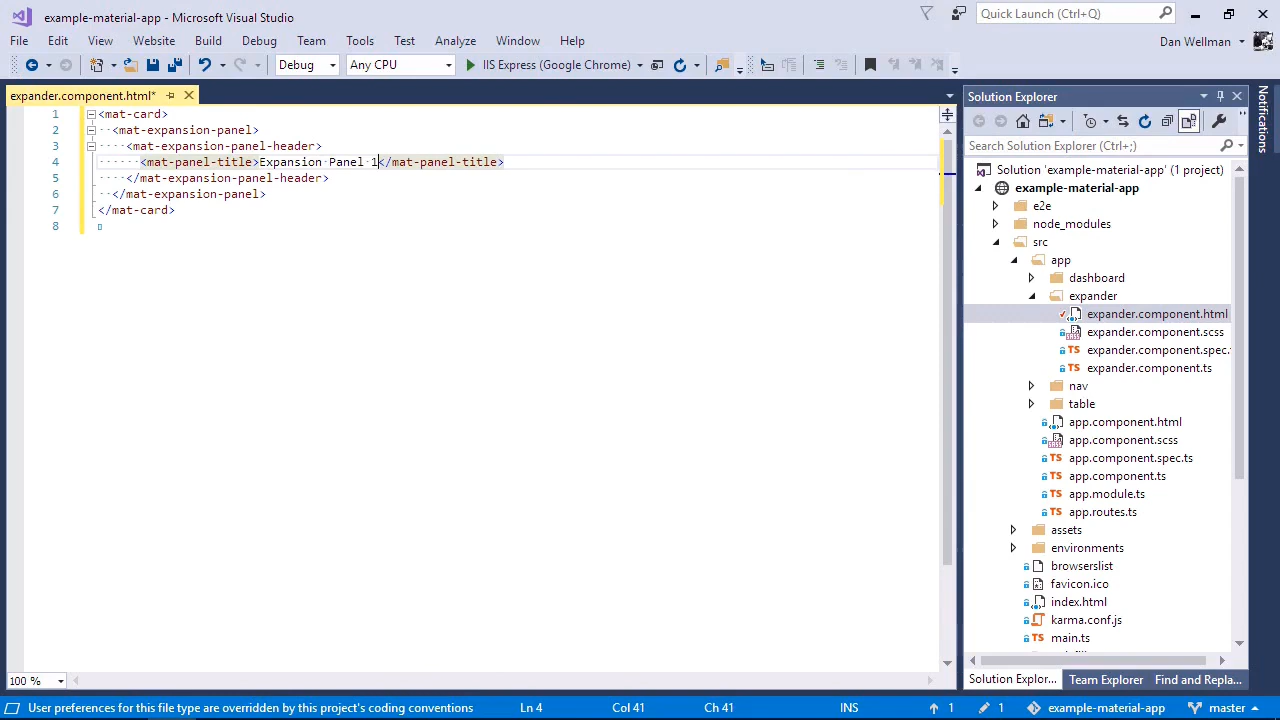 example-material-app - Microsoft Visual Studio
Quick Launch (Ctrl+Q)
File Edit View Website Build Debug Team Tools Test Analyze Window Help
Dan Wellman
Debug Any CPU IIS Express (Google Chrome)
expander.component.html*
1 <mat-card>
2 <mat-expansion-panel>
3 <mat-expansion-panel-header>
4 <mat-panel-title>Expansion Panel 1</mat-panel-title>
5 </mat-expansion-panel-header>
6 </mat-expansion-panel>
7 </mat-card>
8
100 %
Solution Explorer
Search Solution Explorer (Ctrl+;)
Solution 'example-material-app' (1 project)
example-material-app
e2e
node_modules
src
app
dashboard
expander
expander.component.html
expander.component.scss
expander.component.spec.
expander.component.ts
nav
table
app.component.html
app.component.scss
app.component.spec.ts
app.component.ts
app.module.ts
app.routes.ts
assets
environments
browserslist
favicon.ico
index.html
karma.conf.js
main.ts
Solution Explor... Team Explorer Find and Repla...
Notifications
User preferences for this file type are overridden by this project's coding conventions Ln 4 Col 41 Ch 41 INS 1 1 example-material-app master